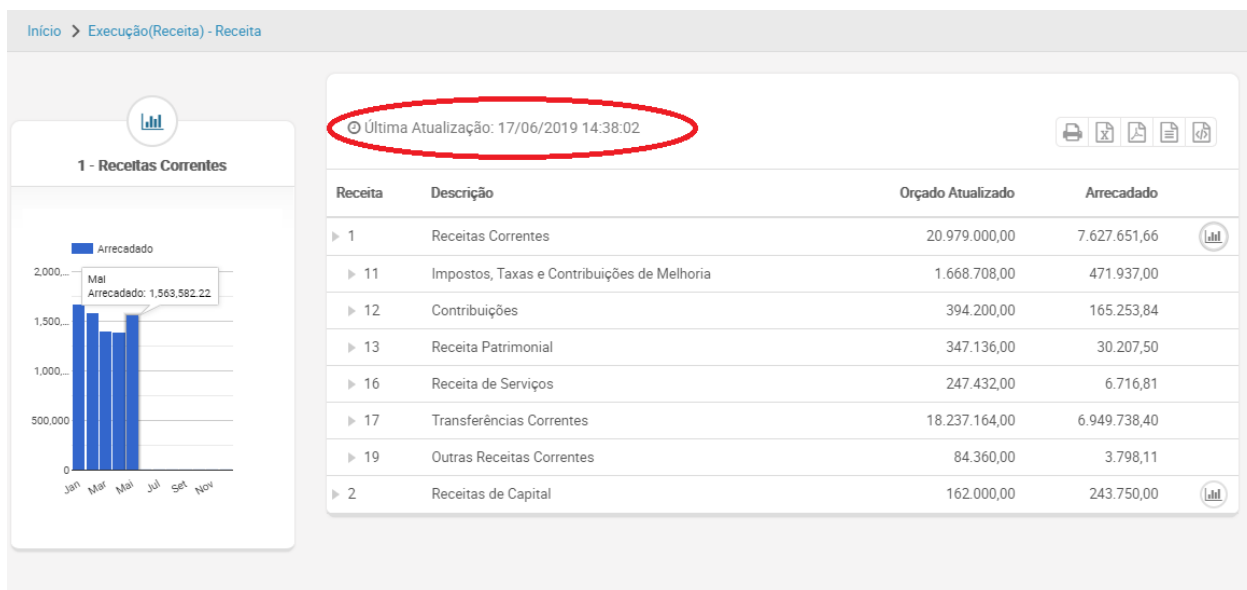 Início > Execução(Receita) - Receita
1 - Receitas Correntes
Arrecadado
2,000,...
1,500,...
1,000,...
500,000
0
Mai
Arrecadado: 1,563,582.22
Jan Mar Mai Jul Set Nov
Última Atualização: 17/06/2019 14:38:02
Receita Descrição Orçado Atualizado Arrecadado
1 Receitas Correntes 20.979.000,00 7.627.651,66
11 Impostos, Taxas e Contribuições de Melhoria 1.668.708,00 471.937,00
12 Contribuições 394.200,00 165.253,84
13 Receita Patrimonial 347.136,00 30.207,50
16 Receita de Serviços 247.432,00 6.716,81
17 Transferências Correntes 18.237.164,00 6.949.738,40
19 Outras Receitas Correntes 84.360,00 3.798,11
2 Receitas de Capital 162.000,00 243.750,00